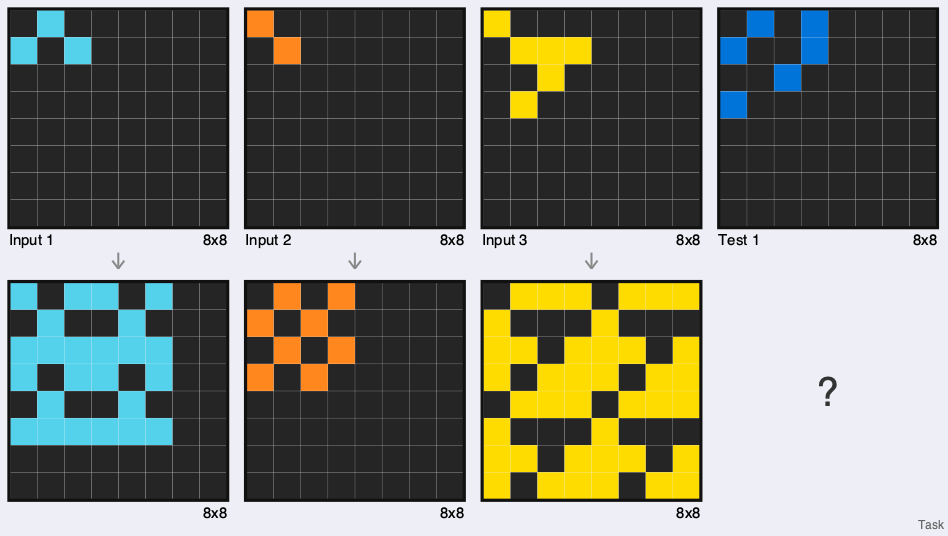 Input 1 8x8
Input 2 8x8
Input 3 8x8
Test 1 8x8
8x8
8x8
8x8
?
Task